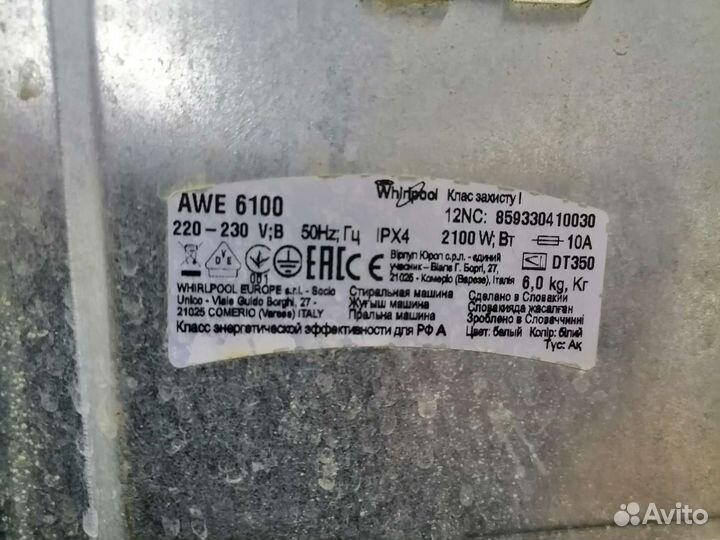 Whirlpool Клас захисту I
AWE 6100 12NC: 859330410030
220-230 V;В 50Hz; Гц IPX4 2100 W; Вт 10A
DVE 001 EAC CE
Вірпул Юроп с.р.л. - єдиний
учасник - Віале Г. Боргі, 27,
21025 - Комеріо (Варезе), Італія
DT350
6,0 kg, Кг
WHIRLPOOL EUROPE s.r.l. - Socio
Unico - Viale Guido Borghi, 27 -
21025 COMERIO (Varese) ITALY
Стиральная машина
Жуғыш машина
Пральна машина
Сделано в Словакии
Словакияда жасалған
Зроблено в Словаччинні
Класс энергетической эффективности для РФ A
Цвет: белый Колір: білий
Түс: Ақ
Avito